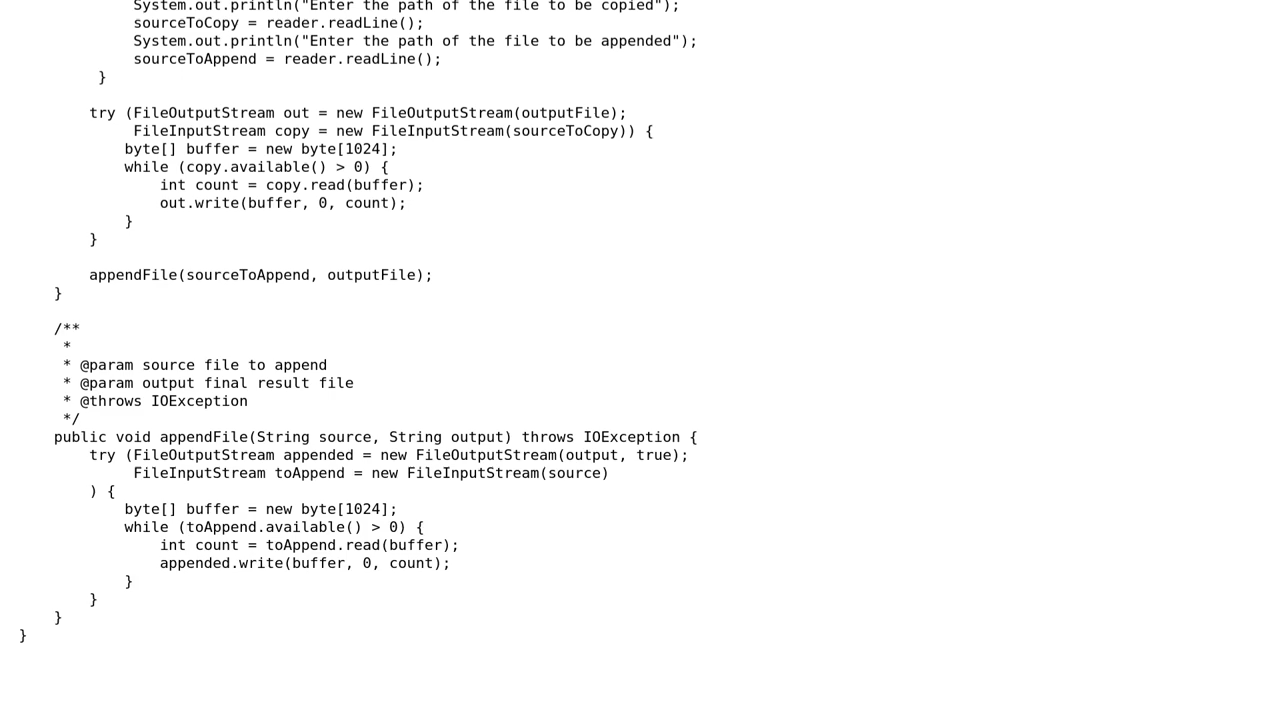 System.out.println("Enter the path of the file to be copied");
sourceToCopy = reader.readLine();
System.out.println("Enter the path of the file to be appended");
sourceToAppend = reader.readLine();
}
try (FileOutputStream out = new FileOutputStream(outputFile);
FileInputStream copy = new FileInputStream(sourceToCopy)) {
byte[] buffer = new byte[1024];
while (copy.available() > 0) {
int count = copy.read(buffer);
out.write(buffer, 0, count);
}
}
appendFile(sourceToAppend, outputFile);
}
/**
*
* @param source file to append
* @param output final result file
* @throws IOException
*/
public void appendFile(String source, String output) throws IOException {
try (FileOutputStream appended = new FileOutputStream(output, true);
FileInputStream toAppend = new FileInputStream(source)
) {
byte[] buffer = new byte[1024];
while (toAppend.available() > 0) {
int count = toAppend.read(buffer);
appended.write(buffer, 0, count);
}
}
}
}